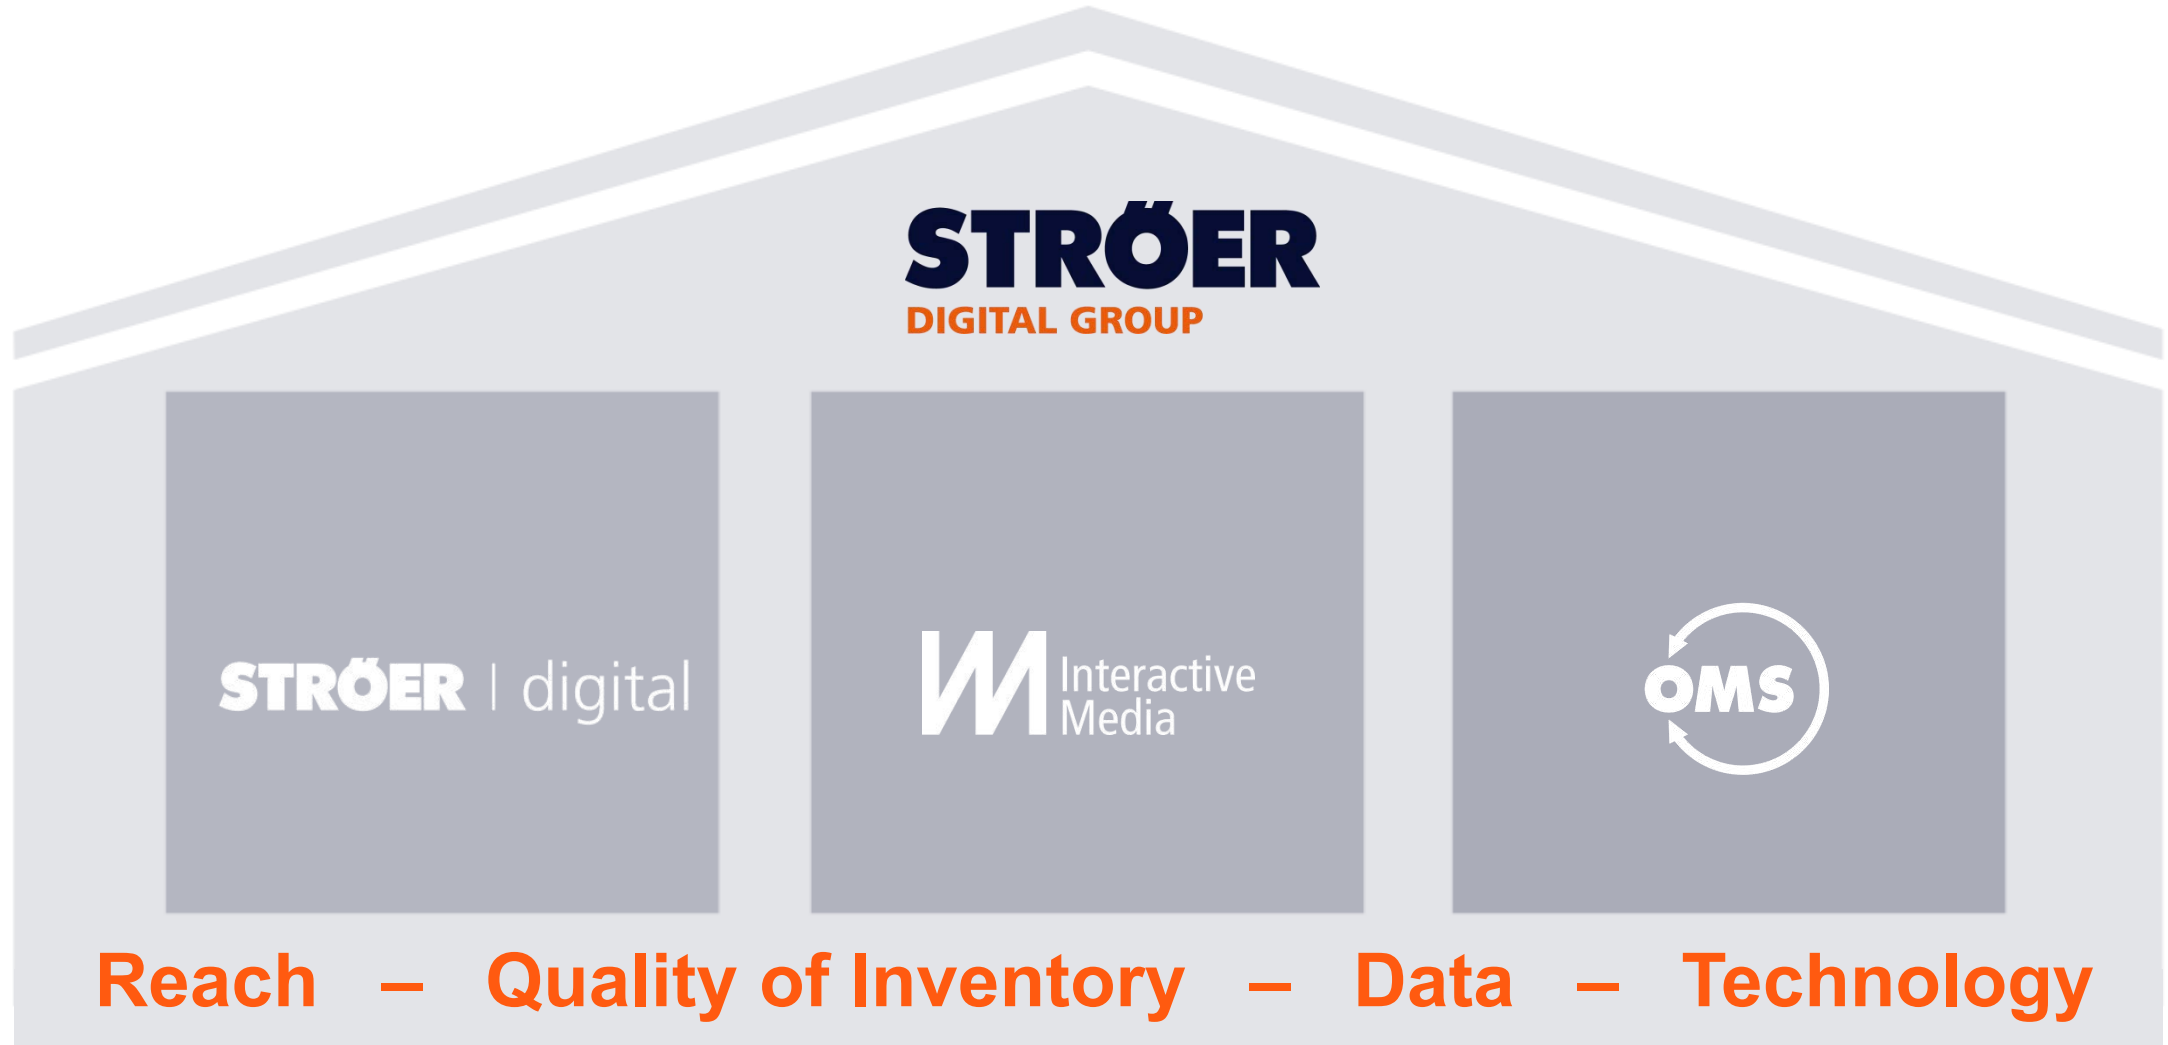 STRÖER
DIGITAL GROUP
STRÖER | digital
Interactive
Media
OMS
Reach – Quality of Inventory – Data – Technology